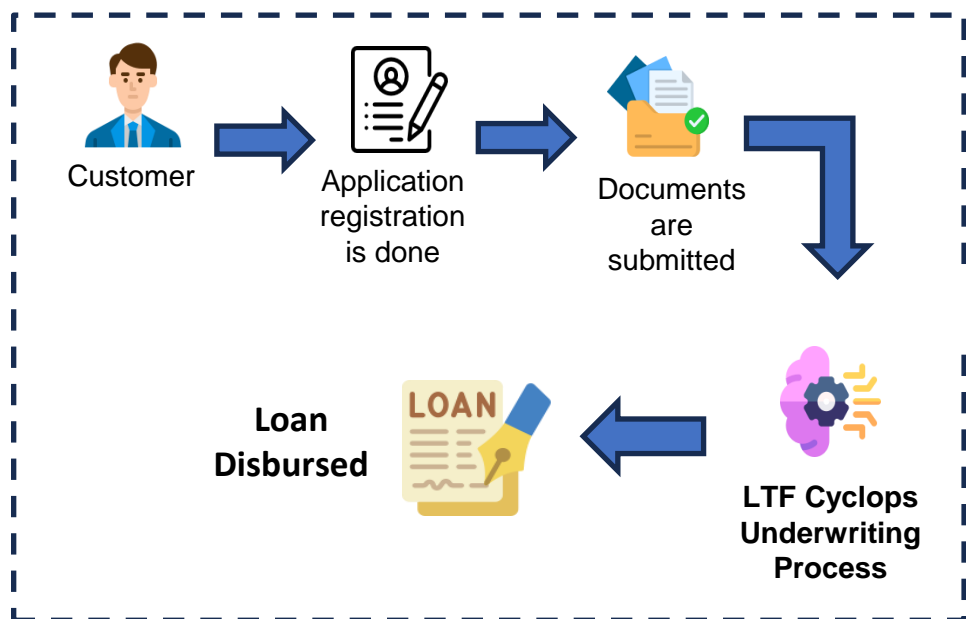 Customer
Application
registration
is done
Documents
are
submitted
LOAN
Loan
Disbursed
LTF Cyclops
Underwriting
Process